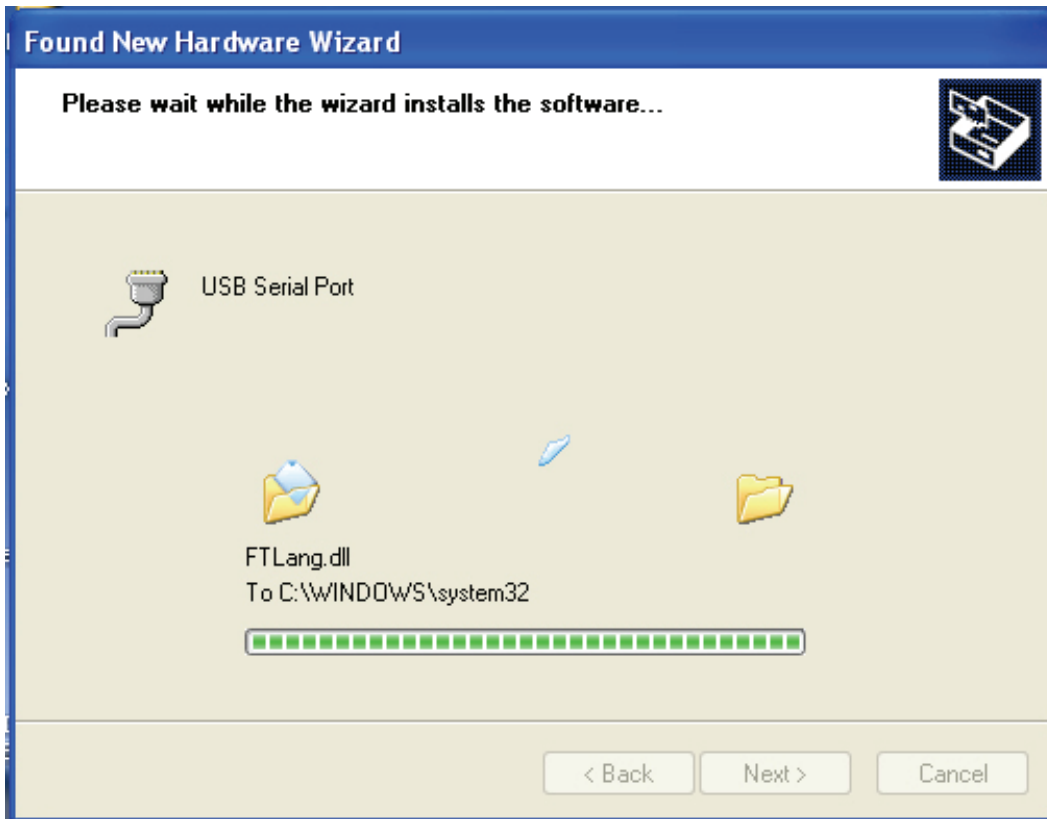 Found New Hardware Wizard
Please wait while the wizard installs the software...
USB Serial Port
FTLang.dll
To C:\WINDOWS\system32
< Back
Next >
Cancel